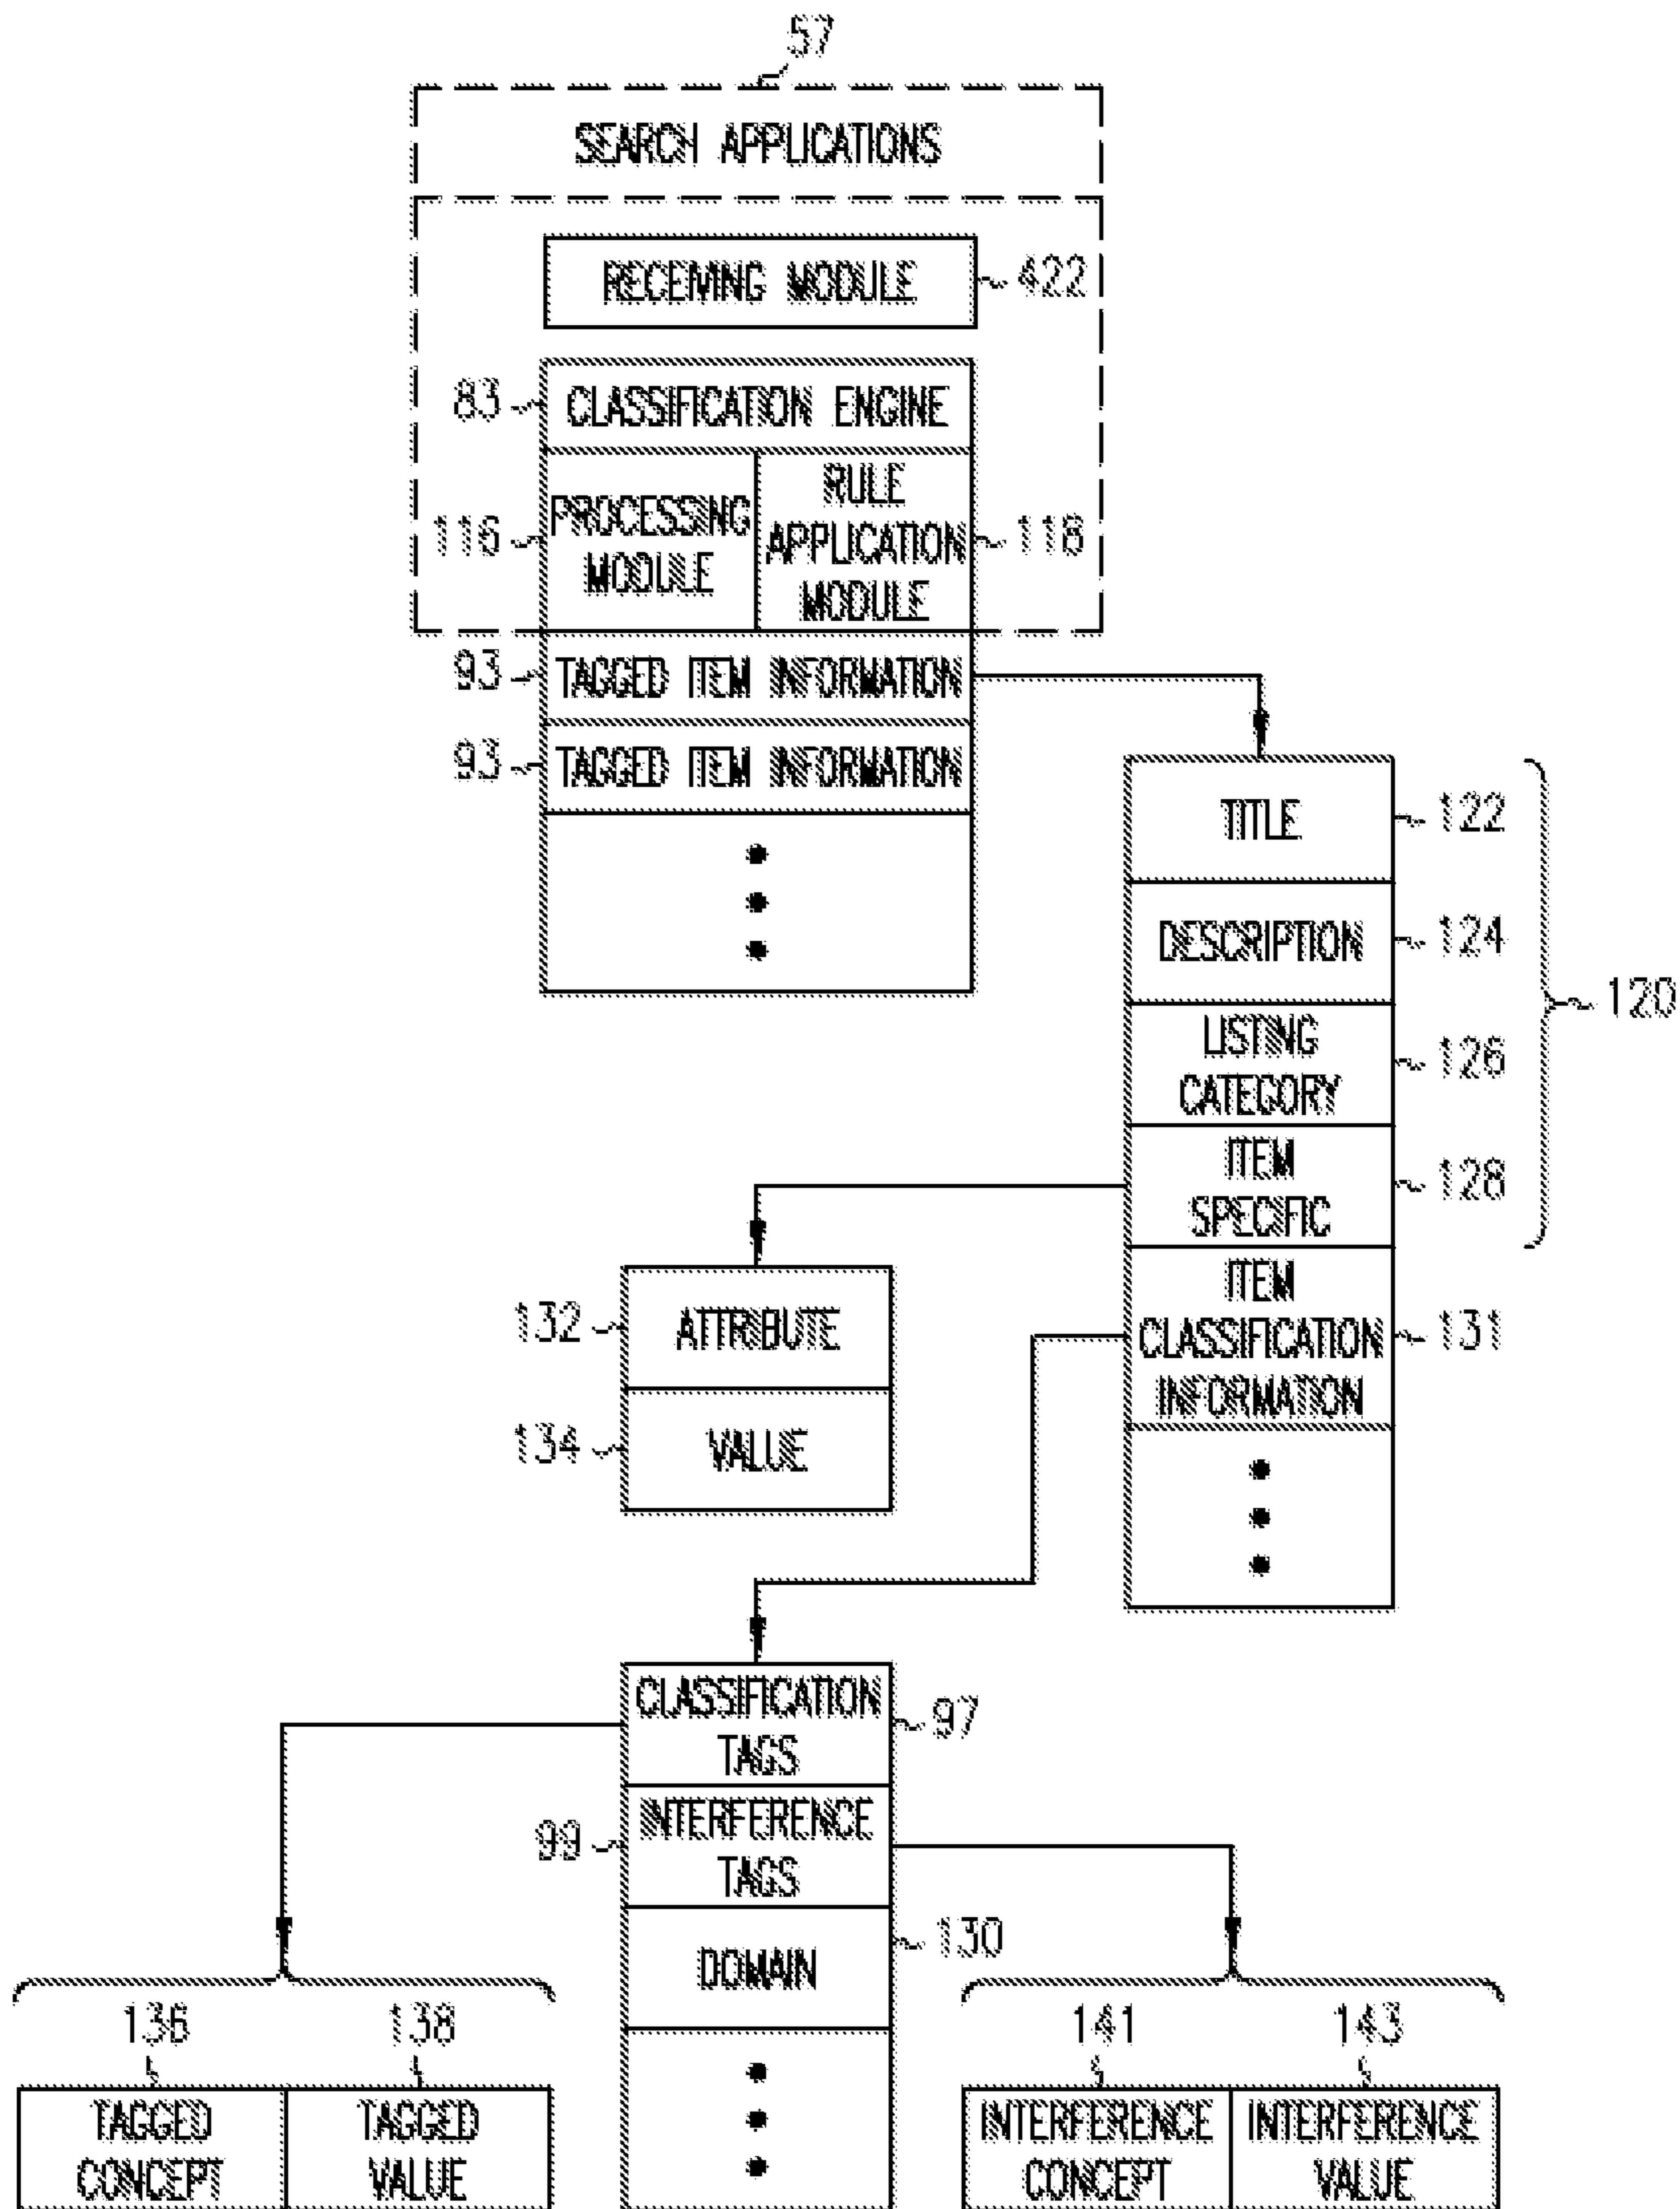 57
SEARCH APPLICATIONS
RECEIVING MODULE
422
83
CLASSIFICATION ENGINE
116
PROCESSING
MODULE
RULE
APPLICATION
MODULE
118
93
TAGGED ITEM INFORMATION
93
TAGGED ITEM INFORMATION
TITLE
122
DESCRIPTION
124
120
LISTING
CATEGORY
126
ITEM
SPECIFIC
128
ITEM
CLASSIFICATION
INFORMATION
131
132
ATTRIBUTE
134
VALUE
CLASSIFICATION
TAGS
97
99
INTERFERENCE
TAGS
DOMAIN
130
136
138
141
143
TAGGED
CONCEPT
TAGGED
VALUE
INTERFERENCE
CONCEPT
INTERFERENCE
VALUE